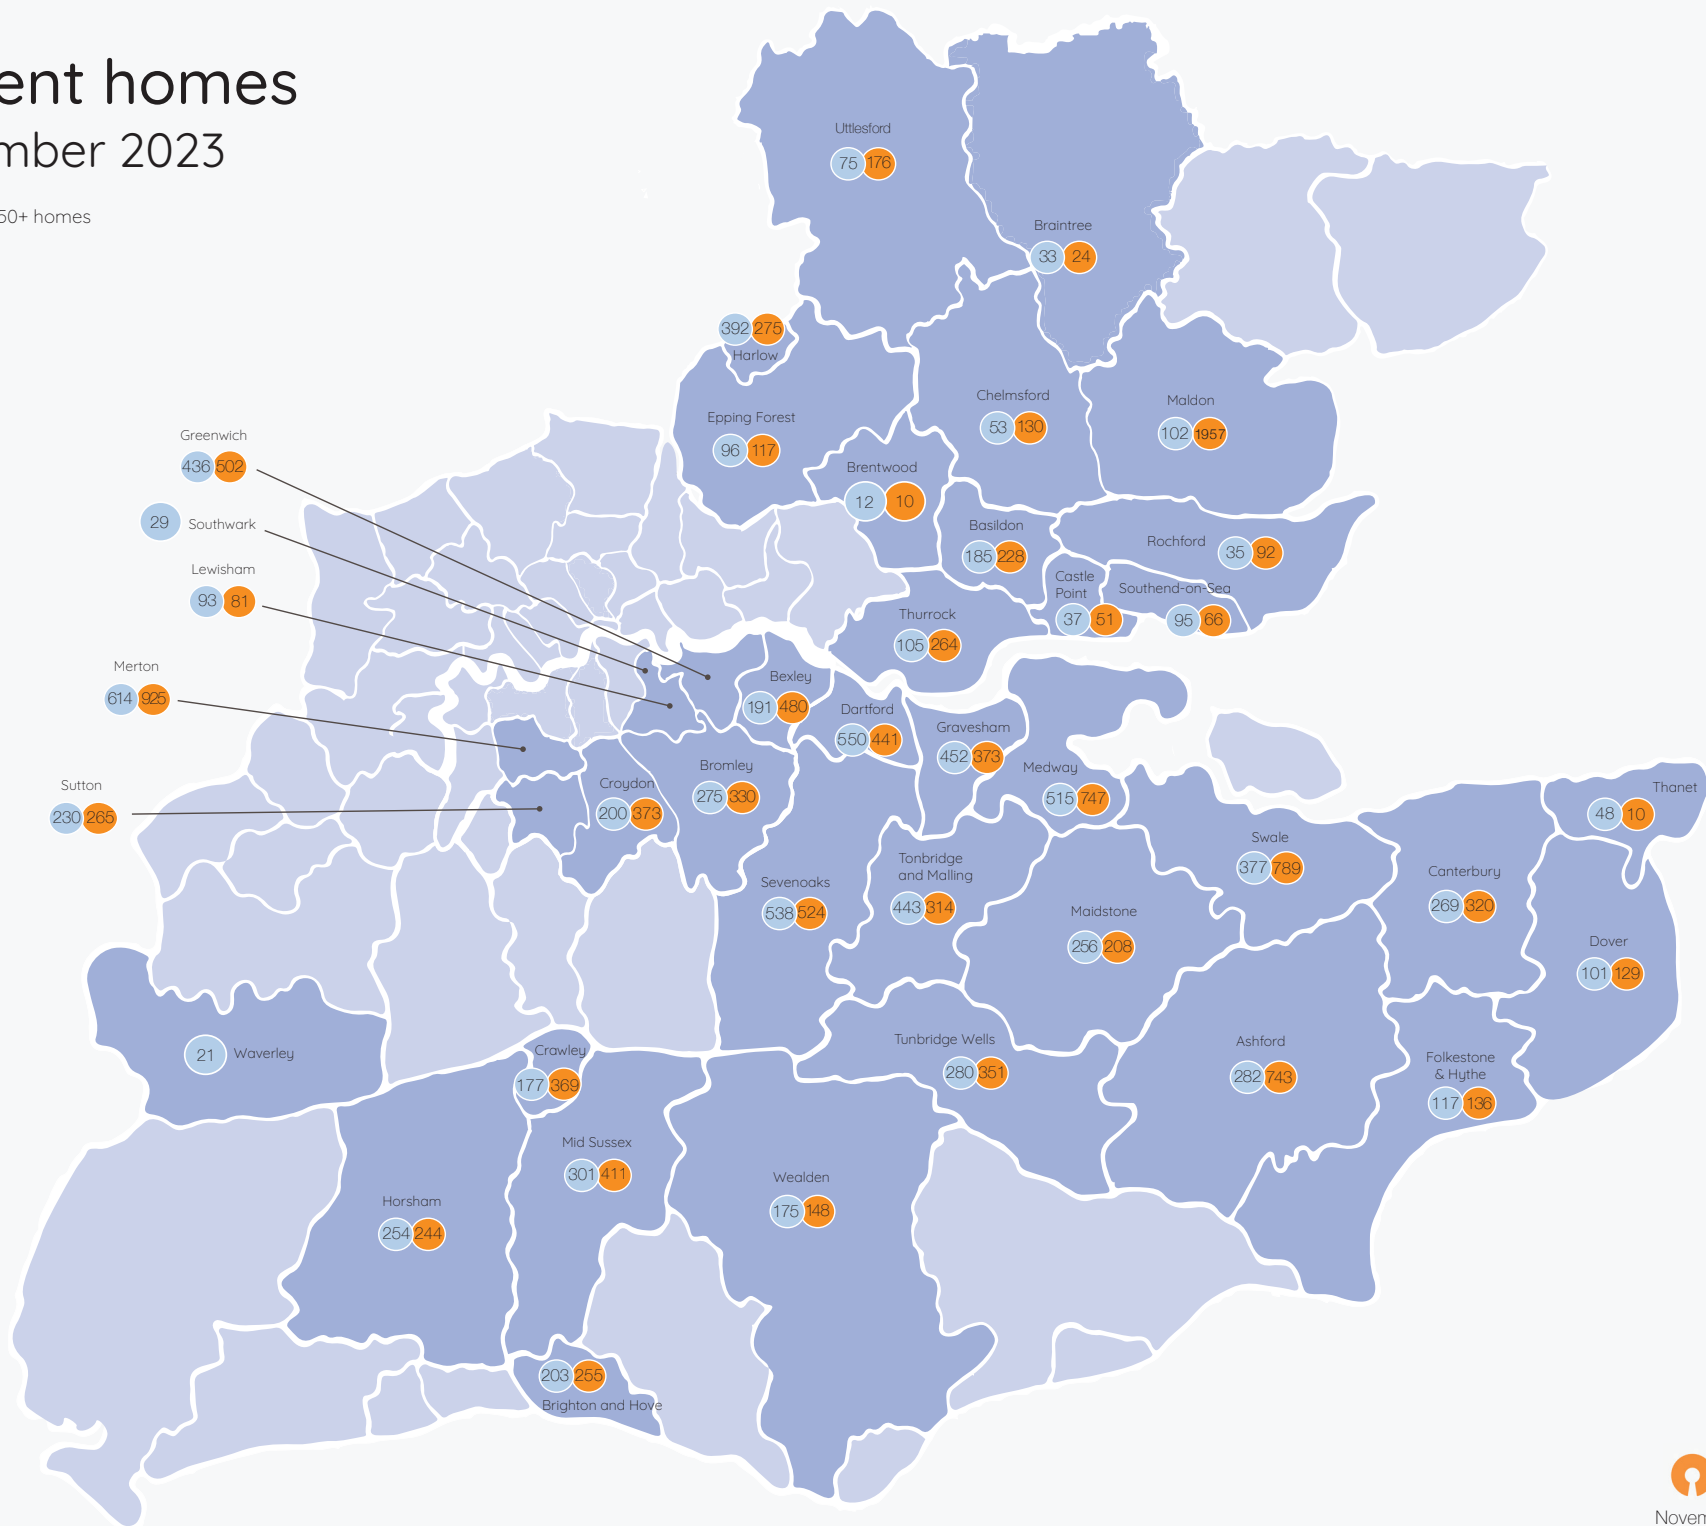 ent homes
mber 2023
50+ homes
Uttlesford
75 176
Braintree
33 24
392 275
Harlow
Epping Forest
96 117
Chelmsford
53 130
Maldon
102 1957
Greenwich
436 502
Brentwood
12 10
29 Southwark
Basildon
185 228
Rochford 35 92
Lewisham
93 81
Castle
Point
37 51
Southend-on-Sea
95 66
Thurrock
105 264
Merton
614 925
Bexley
191 480
Dartford
550 441
Gravesham
452 373
Medway
515 747
Sutton
230 265
Croydon
200 373
Bromley
275 330
Thanet
48 10
Swale
377 789
Sevenoaks
538 524
Tonbridge
and Malling
443 314
Canterbury
269 320
Maidstone
256 208
Dover
101 129
21 Waverley
Crawley
177 369
Tunbridge Wells
280 351
Ashford
282 743
Folkestone
& Hythe
117 136
Mid Sussex
301 411
Wealden
175 148
Horsham
254 244
203 255
Brighton and Hove
Novem